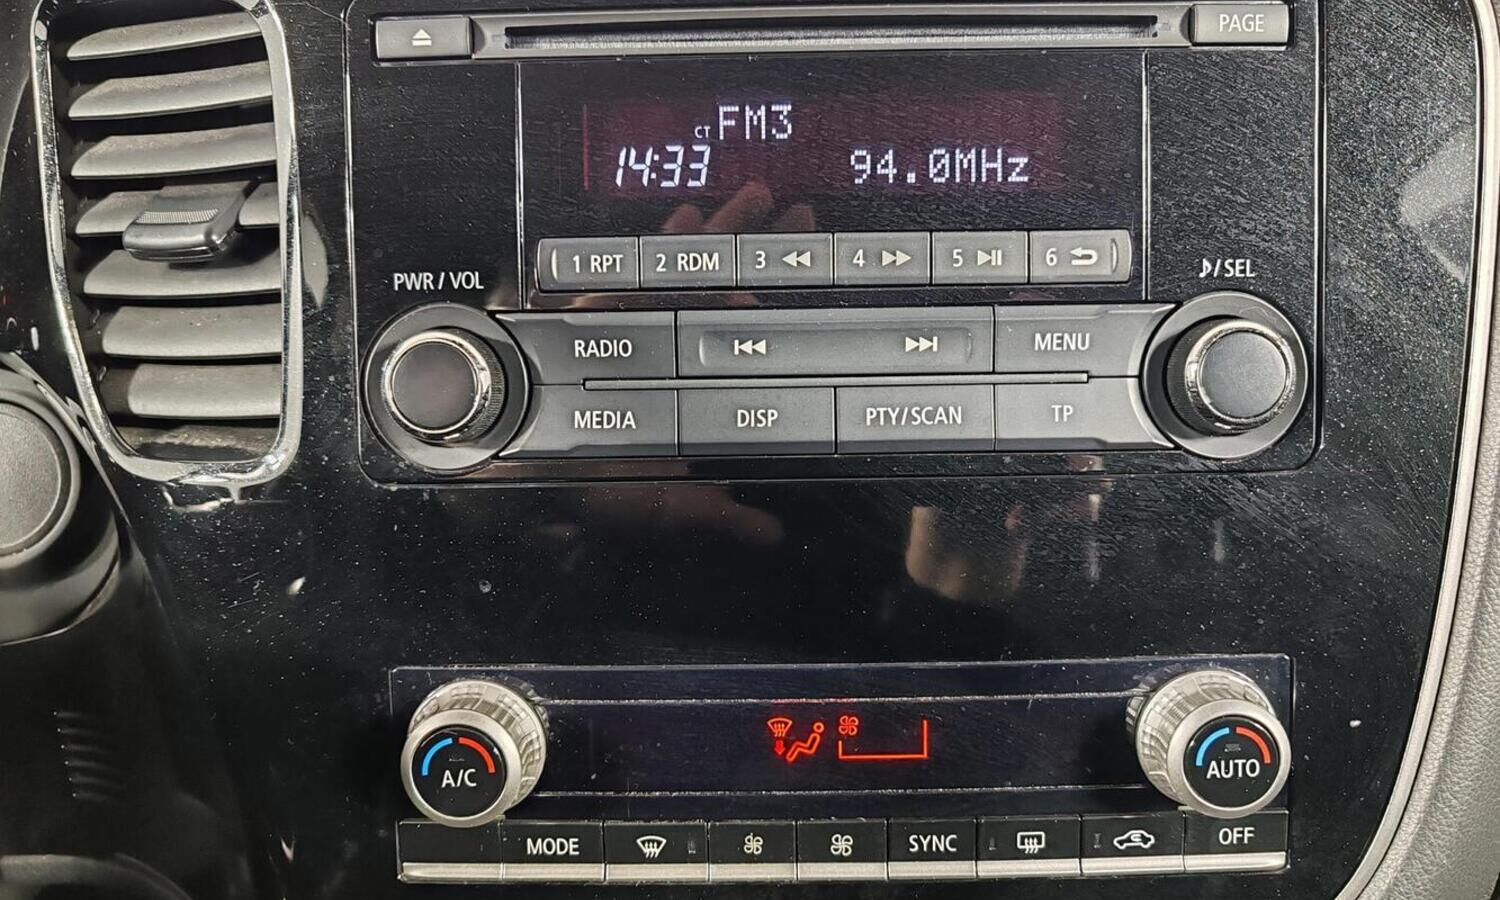 PAGE
CT FM3
14:33 94.0MHz
1 RPT 2 RDM 3 4 5 6
PWR / VOL
/ SEL
RADIO MENU
MEDIA DISP PTY/SCAN TP
A/C
AUTO
MODE SYNC OFF